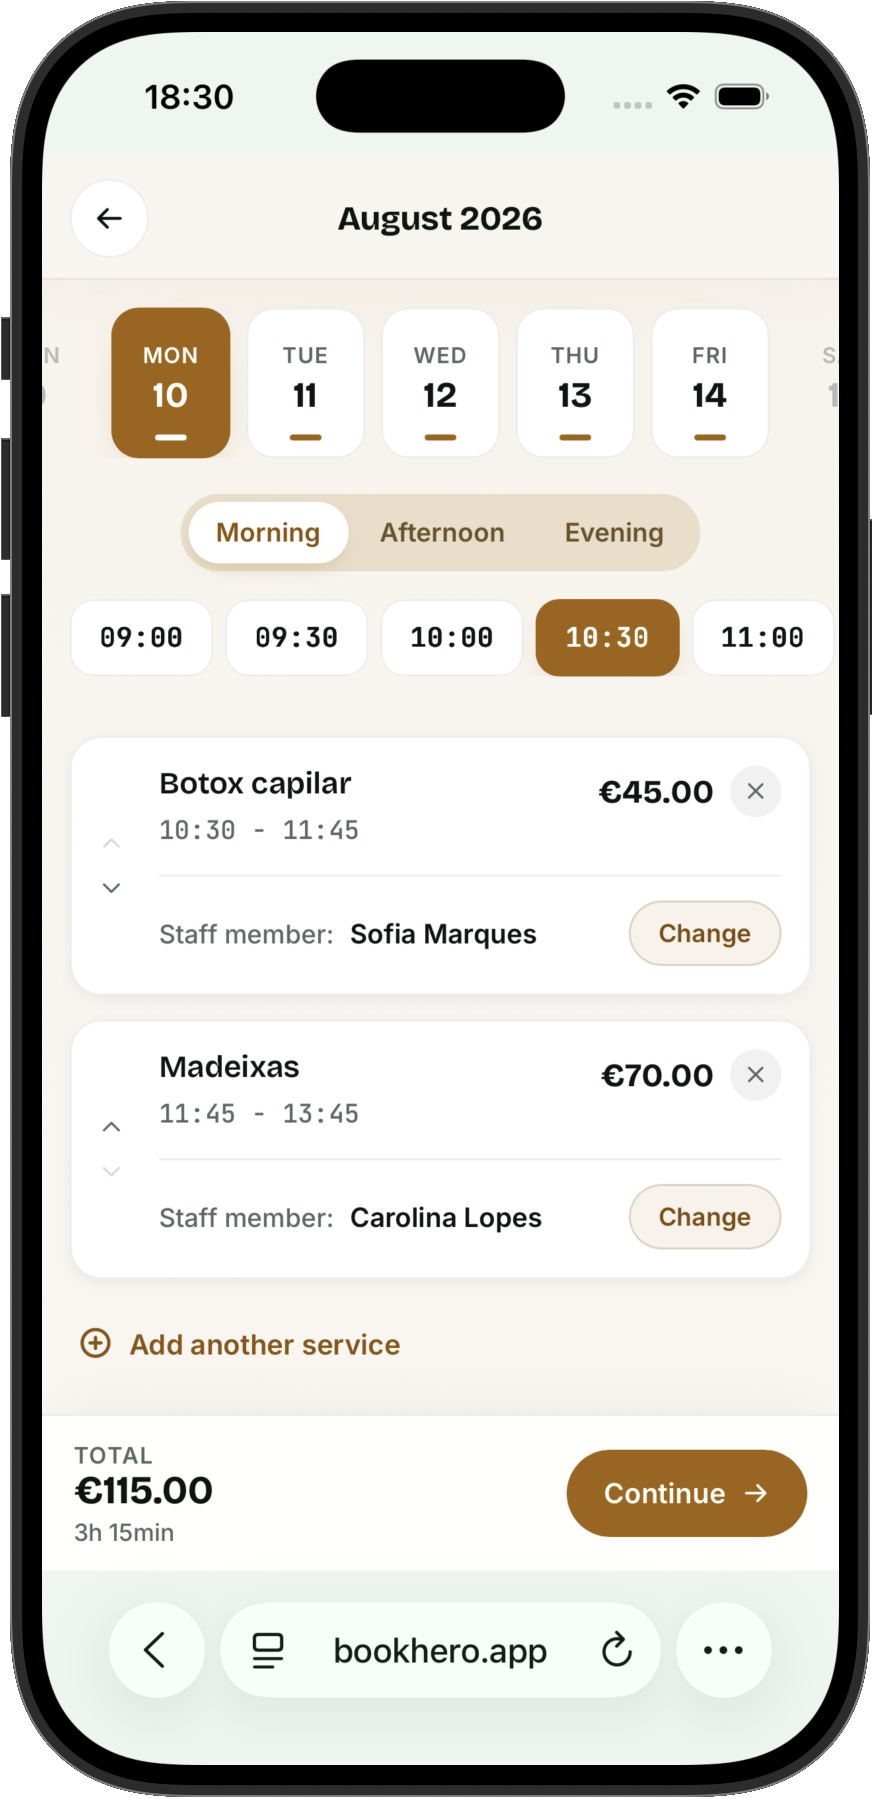 18:30
August 2026
MON TUE WED THU FRI
10 11 12 13 14
Morning Afternoon Evening
09:00 09:30 10:00 10:30 11:00
Botox capilar €45.00
10:30 - 11:45
Staff member: Sofia Marques Change
Madeixas €70.00
11:45 - 13:45
Staff member: Carolina Lopes Change
Add another service
TOTAL
€115.00
3h 15min
Continue
bookhero.app